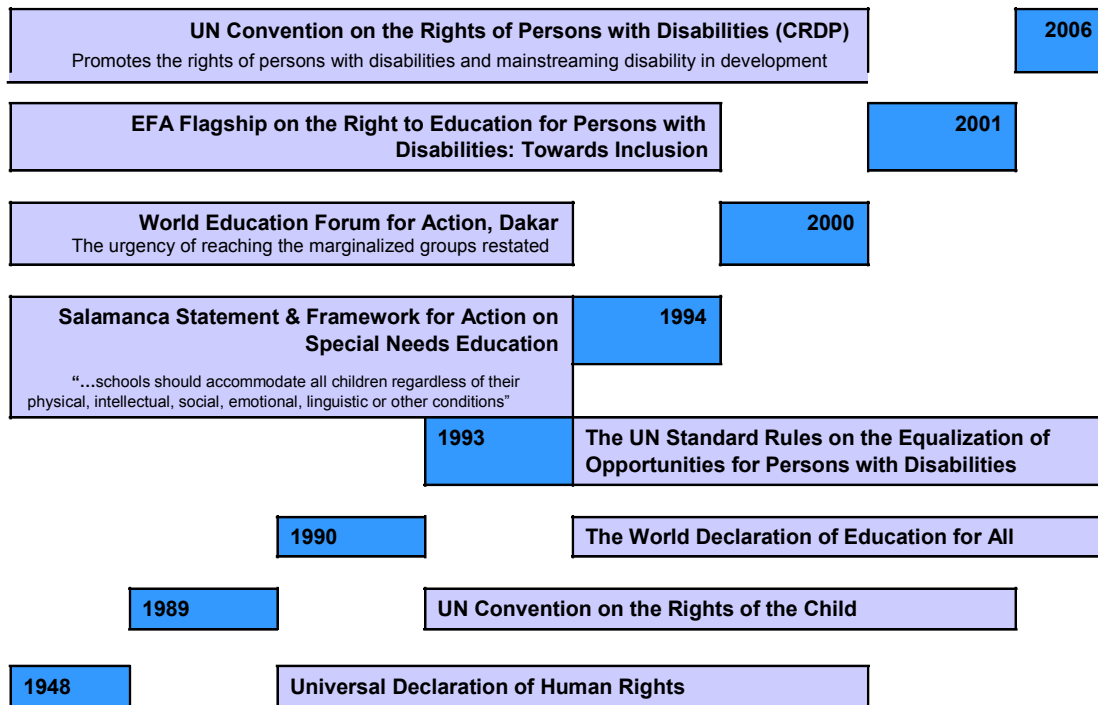 UN Convention on the Rights of Persons with Disabilities (CRDP)
Promotes the rights of persons with disabilities and mainstreaming disability in development
2006
EFA Flagship on the Right to Education for Persons with
Disabilities: Towards Inclusion
2001
World Education Forum for Action, Dakar
The urgency of reaching the marginalized groups restated
2000
Salamanca Statement & Framework for Action on
Special Needs Education
“…schools should accommodate all children regardless of their
physical, intellectual, social, emotional, linguistic or other conditions”
1994
1993
The UN Standard Rules on the Equalization of
Opportunities for Persons with Disabilities
1990
The World Declaration of Education for All
1989
UN Convention on the Rights of the Child
1948
Universal Declaration of Human Rights